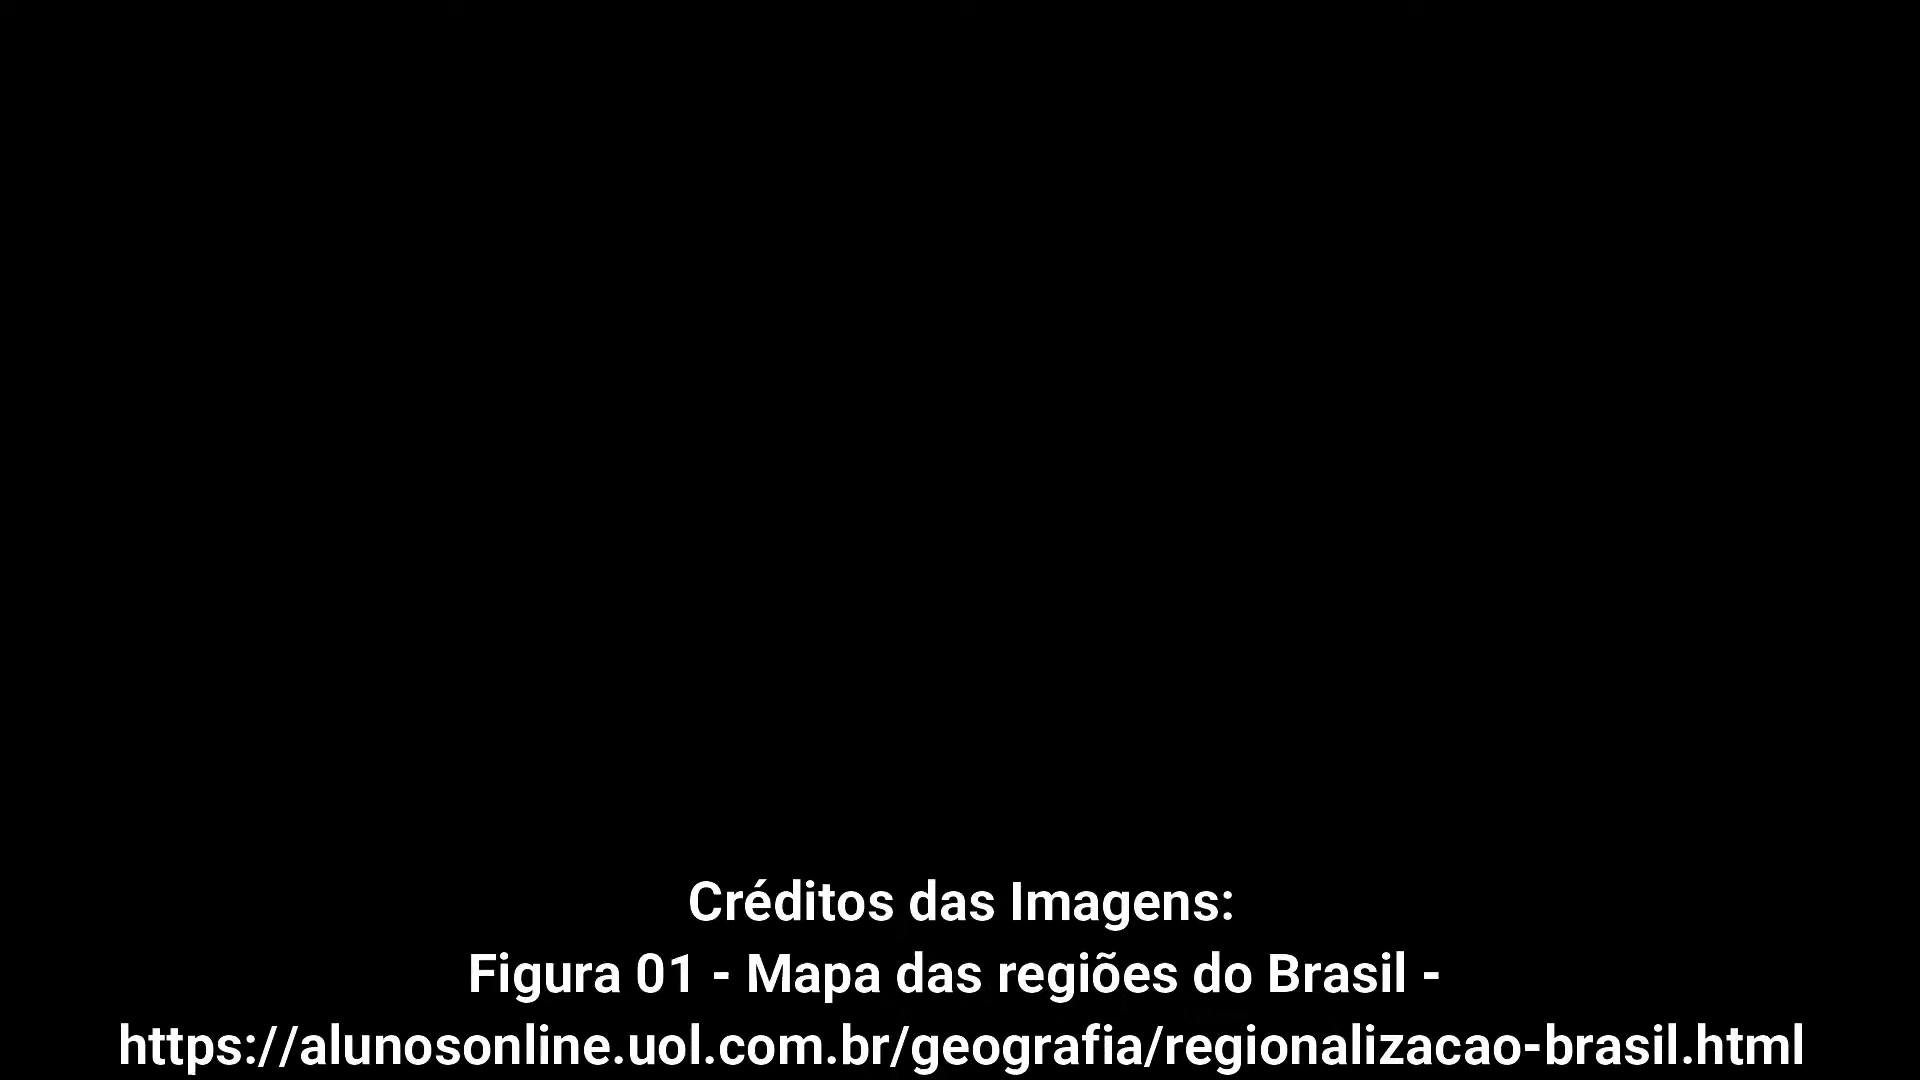 Créditos das Imagens:
Figura 01 - Mapa das regiões do Brasil -
https://alunosonline.uol.com.br/geografia/regionalizacao-brasil.html